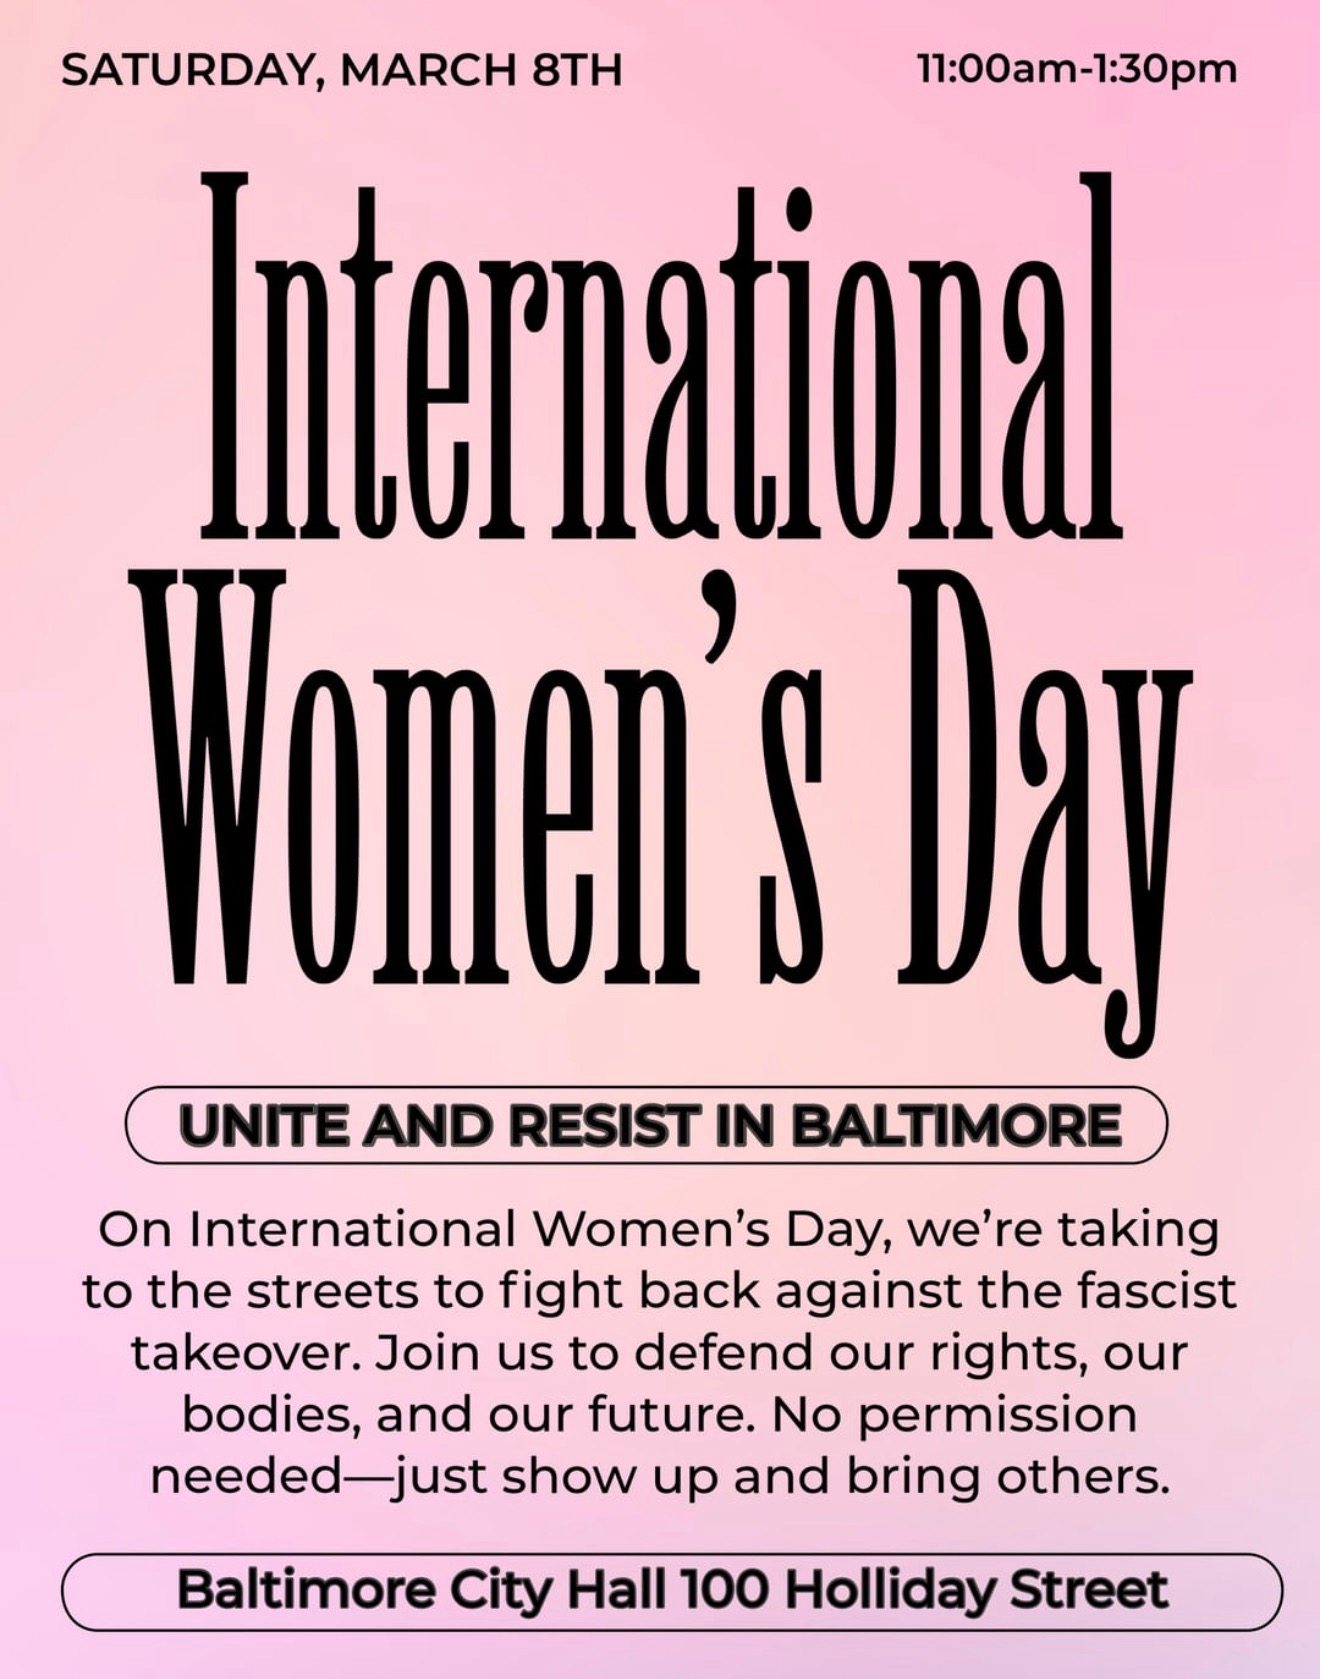 SATURDAY, MARCH 8TH
11:00am-1:30pm
International
Women’s Day
UNITE AND RESIST IN BALTIMORE
On International Women’s Day, we’re taking
to the streets to fight back against the fascist
takeover. Join us to defend our rights, our
bodies, and our future. No permission
needed—just show up and bring others.
Baltimore City Hall 100 Holliday Street